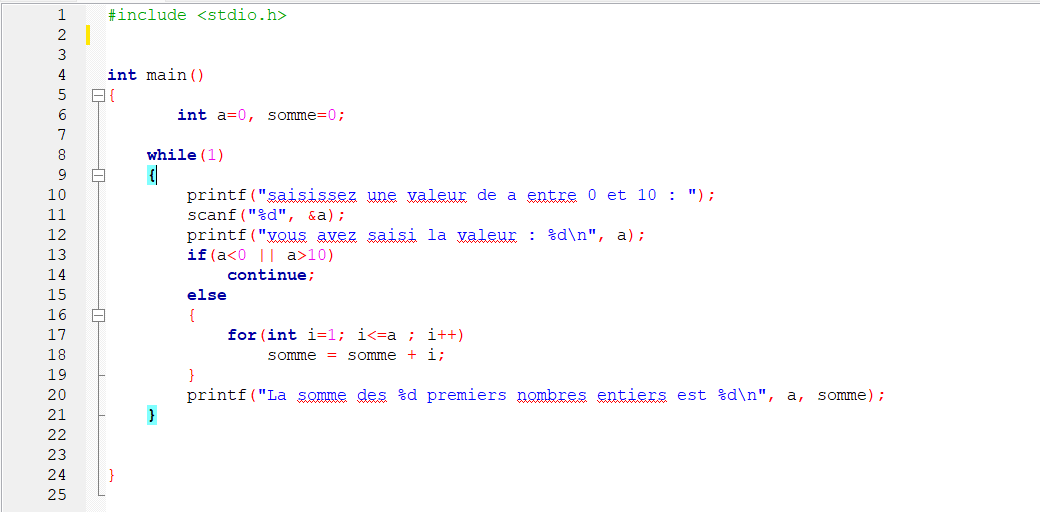 1 #include <stdio.h>
2
3
4 int main()
5 {
6 int a=0, somme=0;
7
8 while(1)
9 {
10 printf("saisissez une valeur de a entre 0 et 10 : ");
11 scanf("%d", &a);
12 printf("vous avez saisi la valeur : %d\n", a);
13 if(a<0 || a>10)
14 continue;
15 else
16 {
17 for(int i=1; i<=a ; i++)
18 somme = somme + i;
19 }
20 printf("La somme des %d premiers nombres entiers est %d\n", a, somme);
21 }
22
23
24 }
25